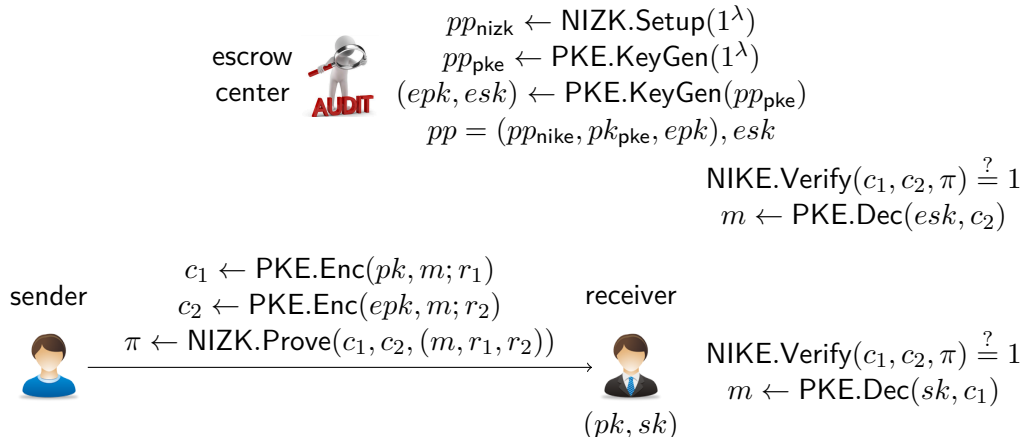 escrow
center
AUDIT
pp_nizk ← NIZK.Setup(1^λ)
pp_pke ← PKE.KeyGen(1^λ)
(epk, esk) ← PKE.KeyGen(pp_pke)
pp = (pp_nike, pk_pke, epk), esk
NIKE.Verify(c_1, c_2, π) ≟ 1
m ← PKE.Dec(esk, c_2)
sender
c_1 ← PKE.Enc(pk, m; r_1)
c_2 ← PKE.Enc(epk, m; r_2)
π ← NIZK.Prove(c_1, c_2, (m, r_1, r_2))
receiver
(pk, sk)
NIKE.Verify(c_1, c_2, π) ≟ 1
m ← PKE.Dec(sk, c_1)